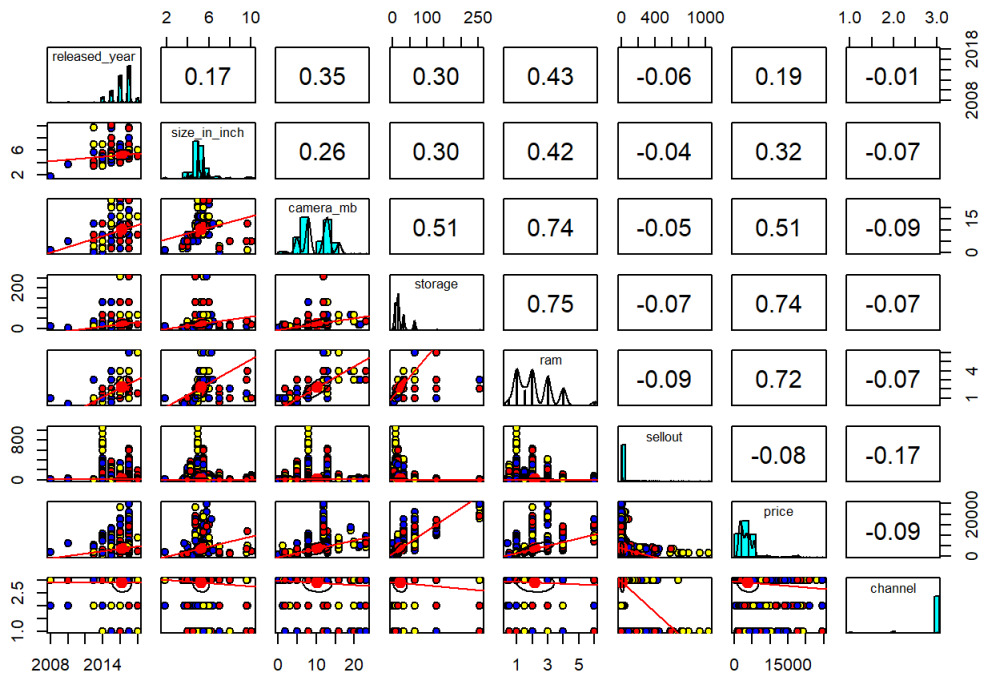 2 6 10 0 100 250 0 400 1000 1.0 2.0 3.0
released_year 0.17 0.35 0.30 0.43 -0.06 0.19 -0.01 2008 2018
2 6 size_in_inch 0.26 0.30 0.42 -0.04 0.32 -0.07
camera_mb 0.51 0.74 -0.05 0.51 -0.09 0 15
0 200 storage 0.75 -0.07 0.74 -0.07
ram -0.09 0.72 -0.07 1 4
0 800 sellout -0.08 -0.17
price -0.09 0 20000
1.0 2.5 channel
2008 2014 0 10 20 1 3 5 0 15000